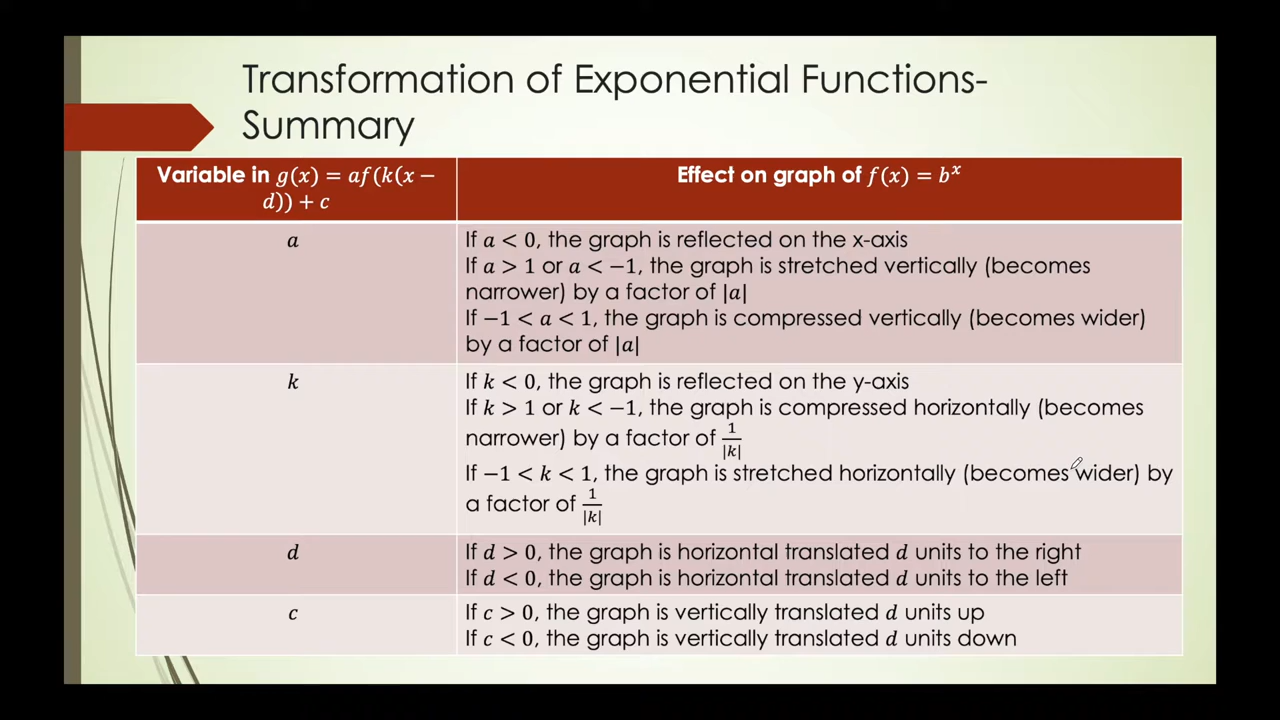 Transformation of Exponential Functions-
Summary
Variable in g(x) = af(k(x −
d)) + c
Effect on graph of f(x) = bˣ
a
If a < 0, the graph is reflected on the x-axis
If a > 1 or a < −1, the graph is stretched vertically (becomes
narrower) by a factor of |a|
If −1 < a < 1, the graph is compressed vertically (becomes wider)
by a factor of |a|
k
If k < 0, the graph is reflected on the y-axis
If k > 1 or k < −1, the graph is compressed horizontally (becomes
narrower) by a factor of 1/|k|
If −1 < k < 1, the graph is stretched horizontally (becomes wider) by
a factor of 1/|k|
d
If d > 0, the graph is horizontal translated d units to the right
If d < 0, the graph is horizontal translated d units to the left
c
If c > 0, the graph is vertically translated d units up
If c < 0, the graph is vertically translated d units down